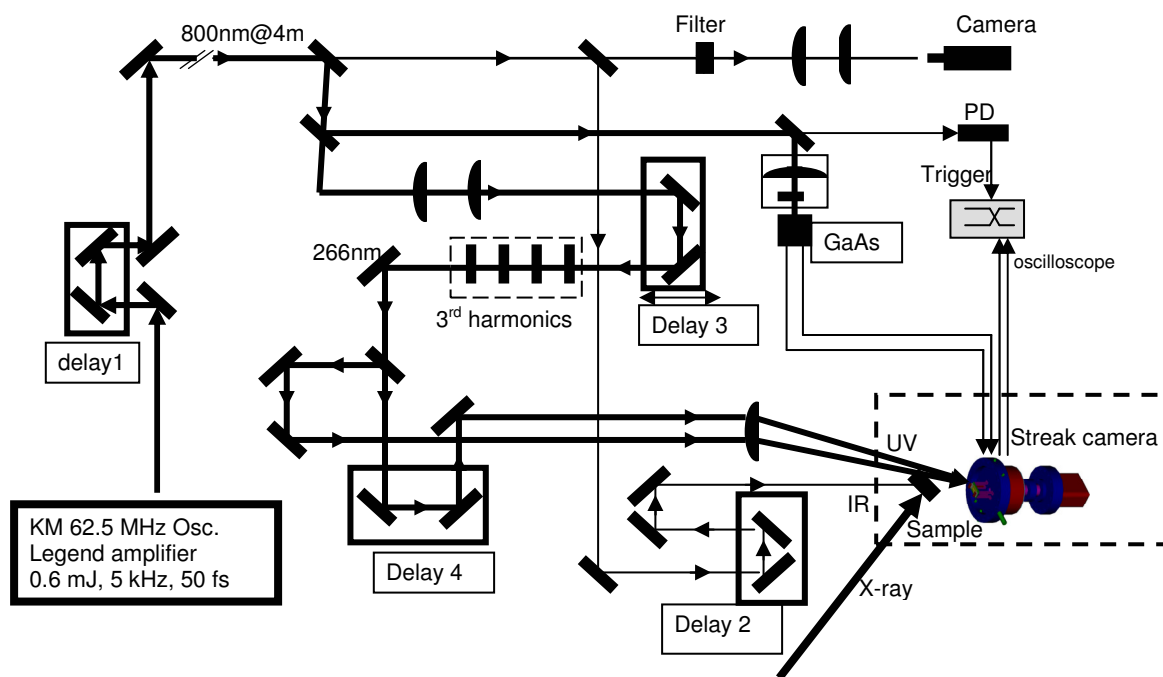 800nm@4m
Filter
Camera
PD
Trigger
GaAs
oscilloscope
266nm
3rd harmonics
Delay 3
delay1
UV
Streak camera
IR
Sample
KM 62.5 MHz Osc.
Legend amplifier
0.6 mJ, 5 kHz, 50 fs
Delay 4
X-ray
Delay 2